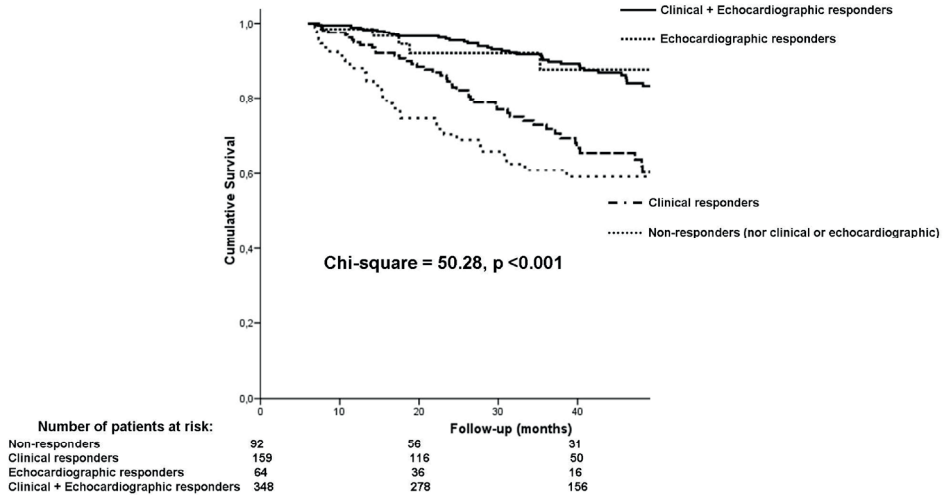 Clinical + Echocardiographic responders
Echocardiographic responders
Clinical responders
Non-responders (nor clinical or echocardiographic)
Cumulative Survival
1,0
0,8
0,6
0,4
0,2
0,0
Chi-square = 50.28, p <0.001
0 10 20 30 40
Follow-up (months)
Number of patients at risk:
Non-responders 92 56 31
Clinical responders 159 116 50
Echocardiographic responders 64 36 16
Clinical + Echocardiographic responders 348 278 156